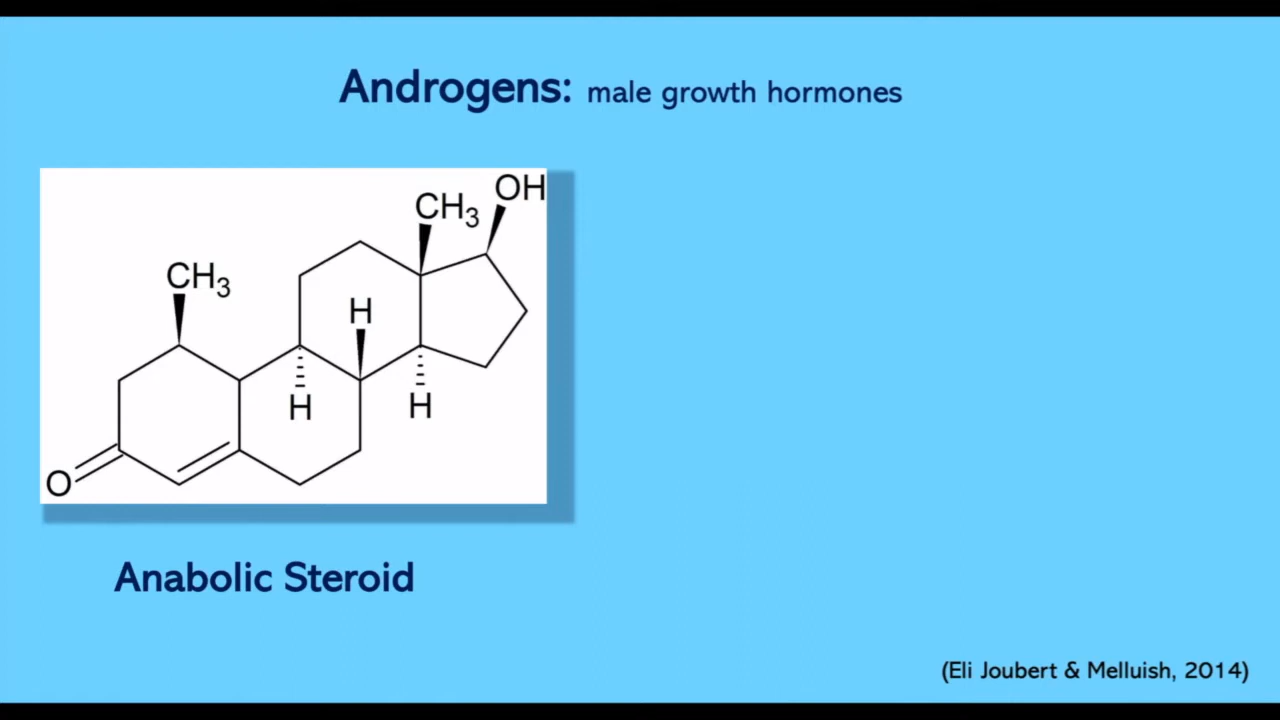 Androgens: male growth hormones
OH
CH3
CH3
H
H
H
O
Anabolic Steroid
(Eli Joubert & Melluish, 2014)